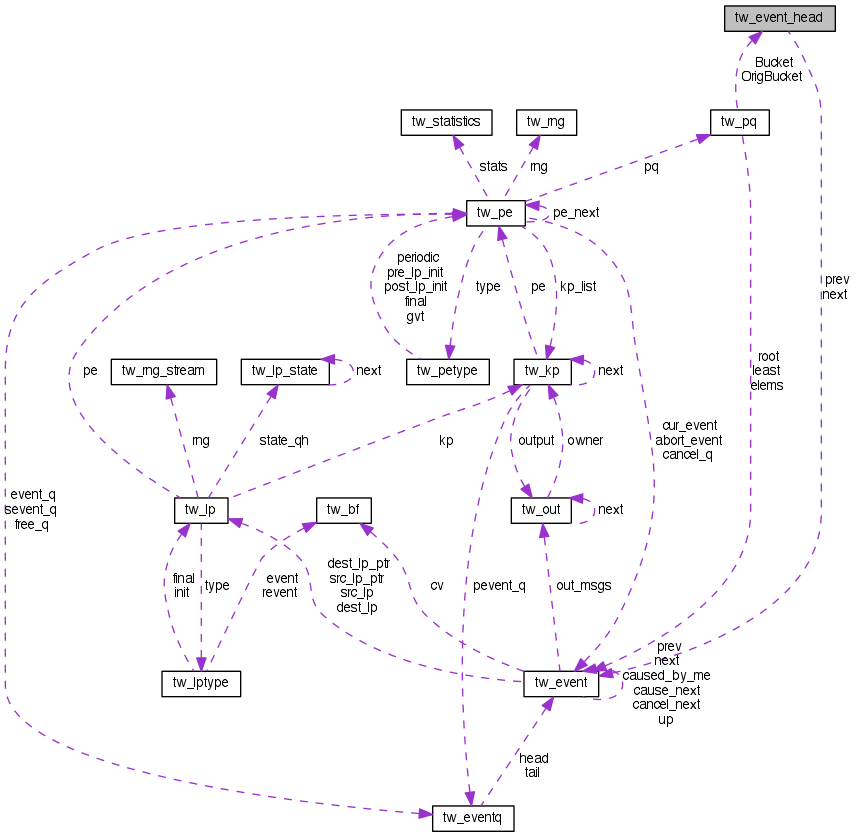 tw_event_head
Bucket
OrigBucket
tw_statistics
tw_rng
tw_pq
stats
rng
pq
tw_pe
pe_next
periodic
pre_lp_init
post_lp_init
final
gvt
type
pe
kp_list
prev
next
pe
tw_rng_stream
tw_lp_state
next
tw_petype
tw_kp
next
root
least
elems
rng
state_qh
kp
output
owner
cur_event
abort_event
cancel_q
event_q
sevent_q
free_q
tw_lp
tw_bf
tw_out
next
final
init
type
event
revent
dest_lp_ptr
src_lp_ptr
src_lp
dest_lp
cv
pevent_q
out_msgs
tw_lptype
tw_event
prev
next
caused_by_me
cause_next
cancel_next
up
head
tail
tw_eventq